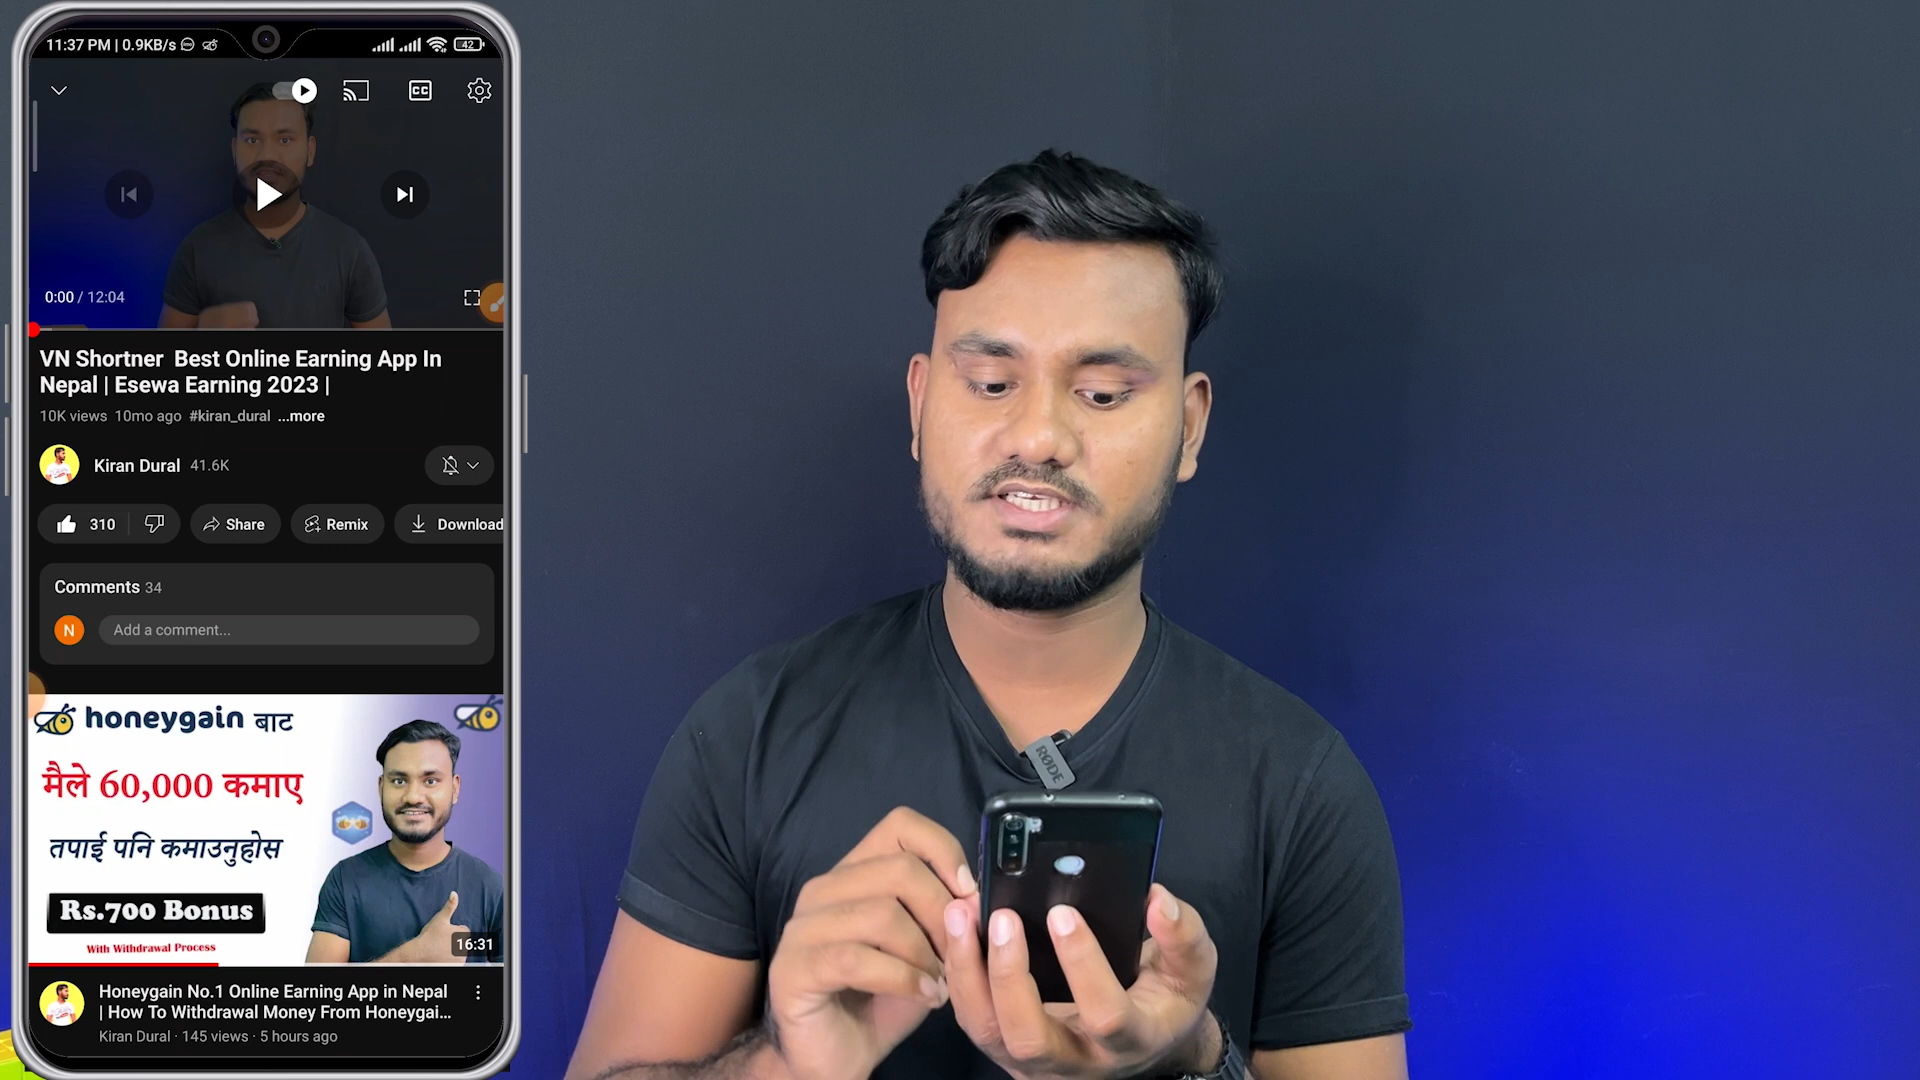 11:37 PM | 0.9KB/s
42
CC
0:00 / 12:04
VN Shortner Best Online Earning App In
Nepal | Esewa Earning 2023 |
10K views 10mo ago #kiran_dural ...more
Kiran Dural 41.6K
310 Share Remix Download
Comments 34
N Add a comment...
honeygain बाट
मैले 60,000 कमाए
तपाई पनि कमाउनुहोस
Rs.700 Bonus
With Withdrawal Process
16:31
Honeygain No.1 Online Earning App in Nepal
| How To Withdrawal Money From Honeygai...
Kiran Dural · 145 views · 5 hours ago
RØDE